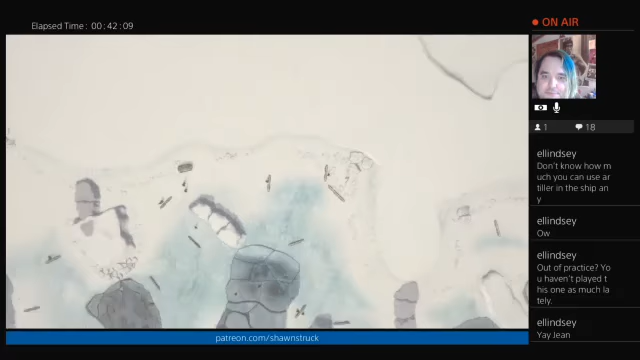 Elapsed Time : 00:42:09
ON AIR
1
18
ellindsey
Don't know how m
uch you can use ar
tiller in the ship an
y
ellindsey
Ow
ellindsey
Out of practice? Yo
u haven't played t
his one as much la
tely.
ellindsey
Yay Jean
patreon.com/shawnstruck